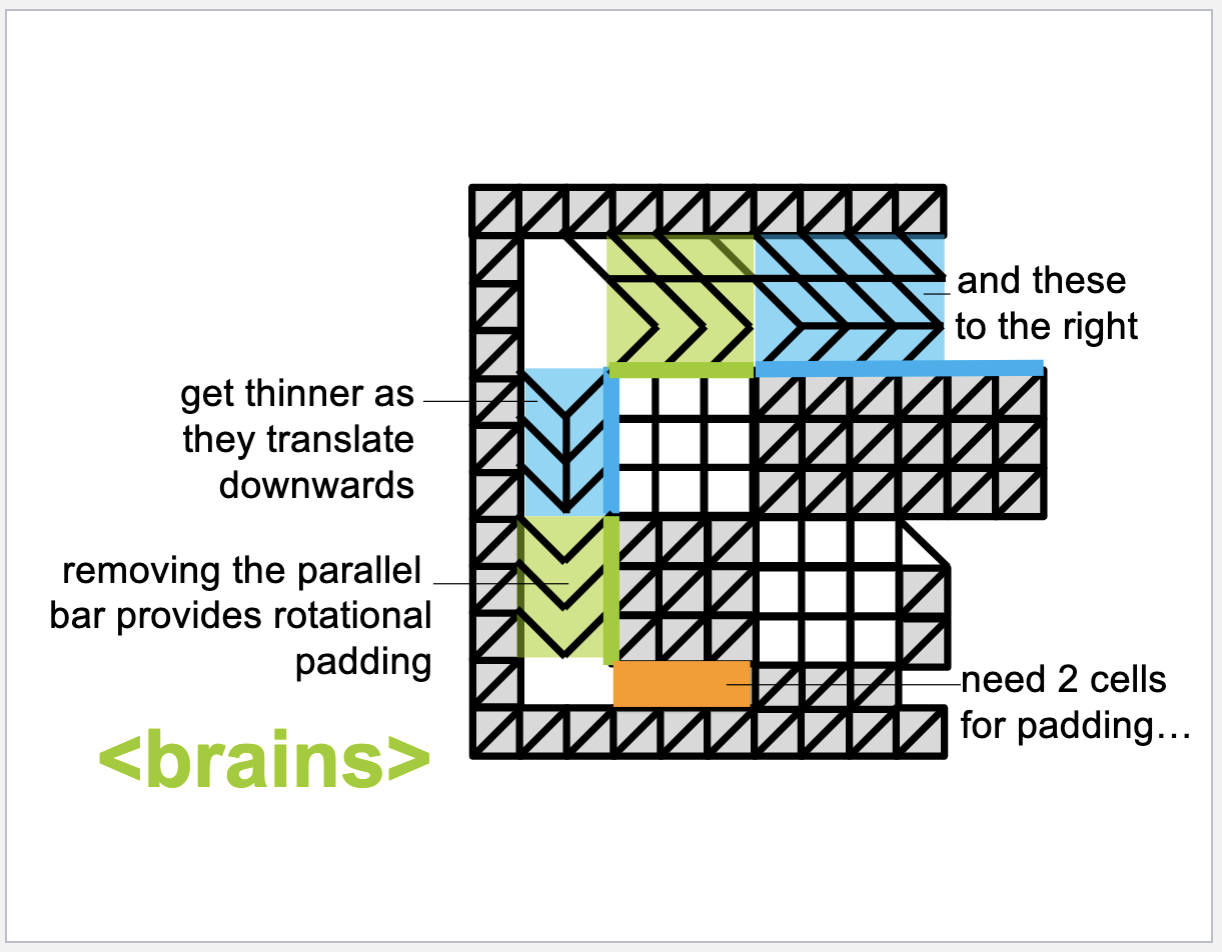 and these
to the right
get thinner as
they translate
downwards
removing the parallel
bar provides rotational
padding
need 2 cells
for padding…
<brains>